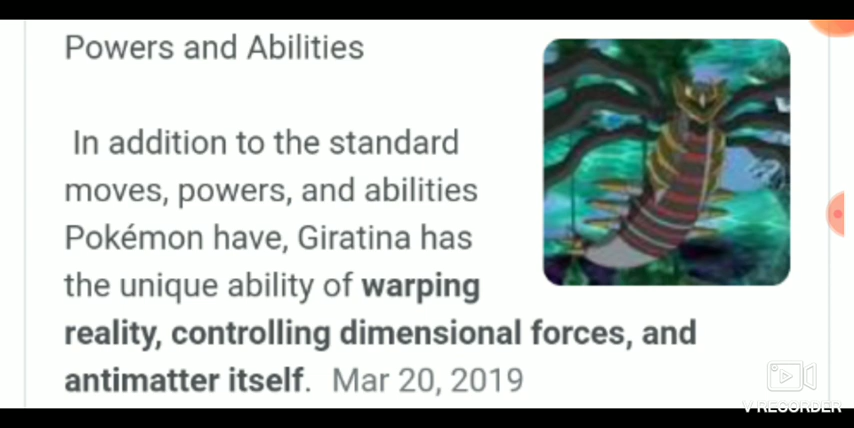 Powers and Abilities
In addition to the standard
moves, powers, and abilities
Pokémon have, Giratina has
the unique ability of warping
reality, controlling dimensional forces, and
antimatter itself. Mar 20, 2019
V RECORDER